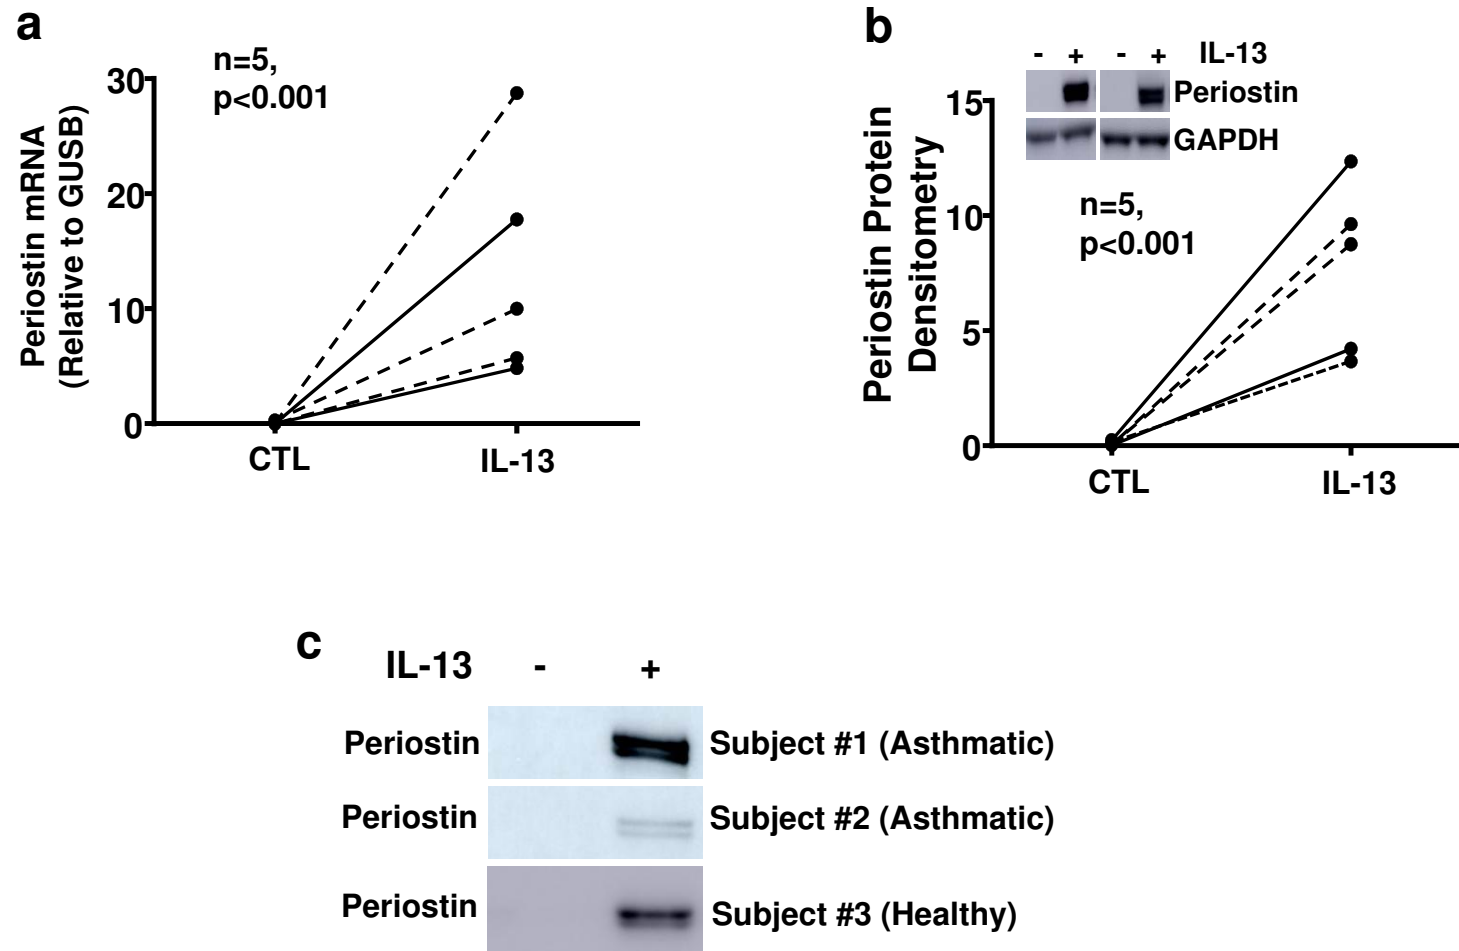 a
n=5,
p<0.001
Periostin mRNA
(Relative to GUSB)
30
20
10
0
CTL IL-13
b
- + - + IL-13
Periostin
GAPDH
n=5,
p<0.001
Periostin Protein
Densitometry
15
10
5
0
CTL IL-13
c
IL-13 - +
Periostin Subject #1 (Asthmatic)
Periostin Subject #2 (Asthmatic)
Periostin Subject #3 (Healthy)